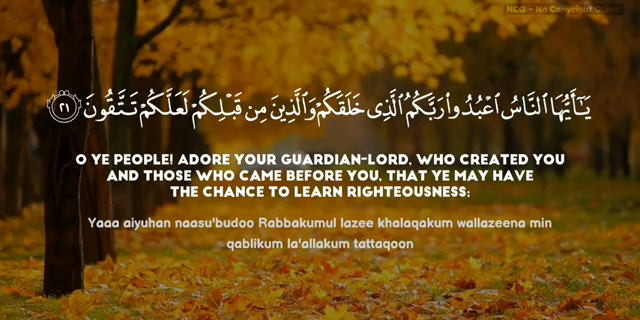 NCQ - No Copyright Quran
يَـٰٓأَيُّهَا ٱلنَّاسُ ٱعْبُدُوا۟ رَبَّكُمُ ٱلَّذِى خَلَقَكُمْ وَٱلَّذِينَ مِن قَبْلِكُمْ لَعَلَّكُمْ تَتَّقُونَ ٢١
O YE PEOPLE! ADORE YOUR GUARDIAN-LORD, WHO CREATED YOU
AND THOSE WHO CAME BEFORE YOU, THAT YE MAY HAVE
THE CHANCE TO LEARN RIGHTEOUSNESS;
Yaaa aiyuhan naasu'budoo Rabbakumul lazee khalaqakum wallazeena min
qablikum la'allakum tattaqoon